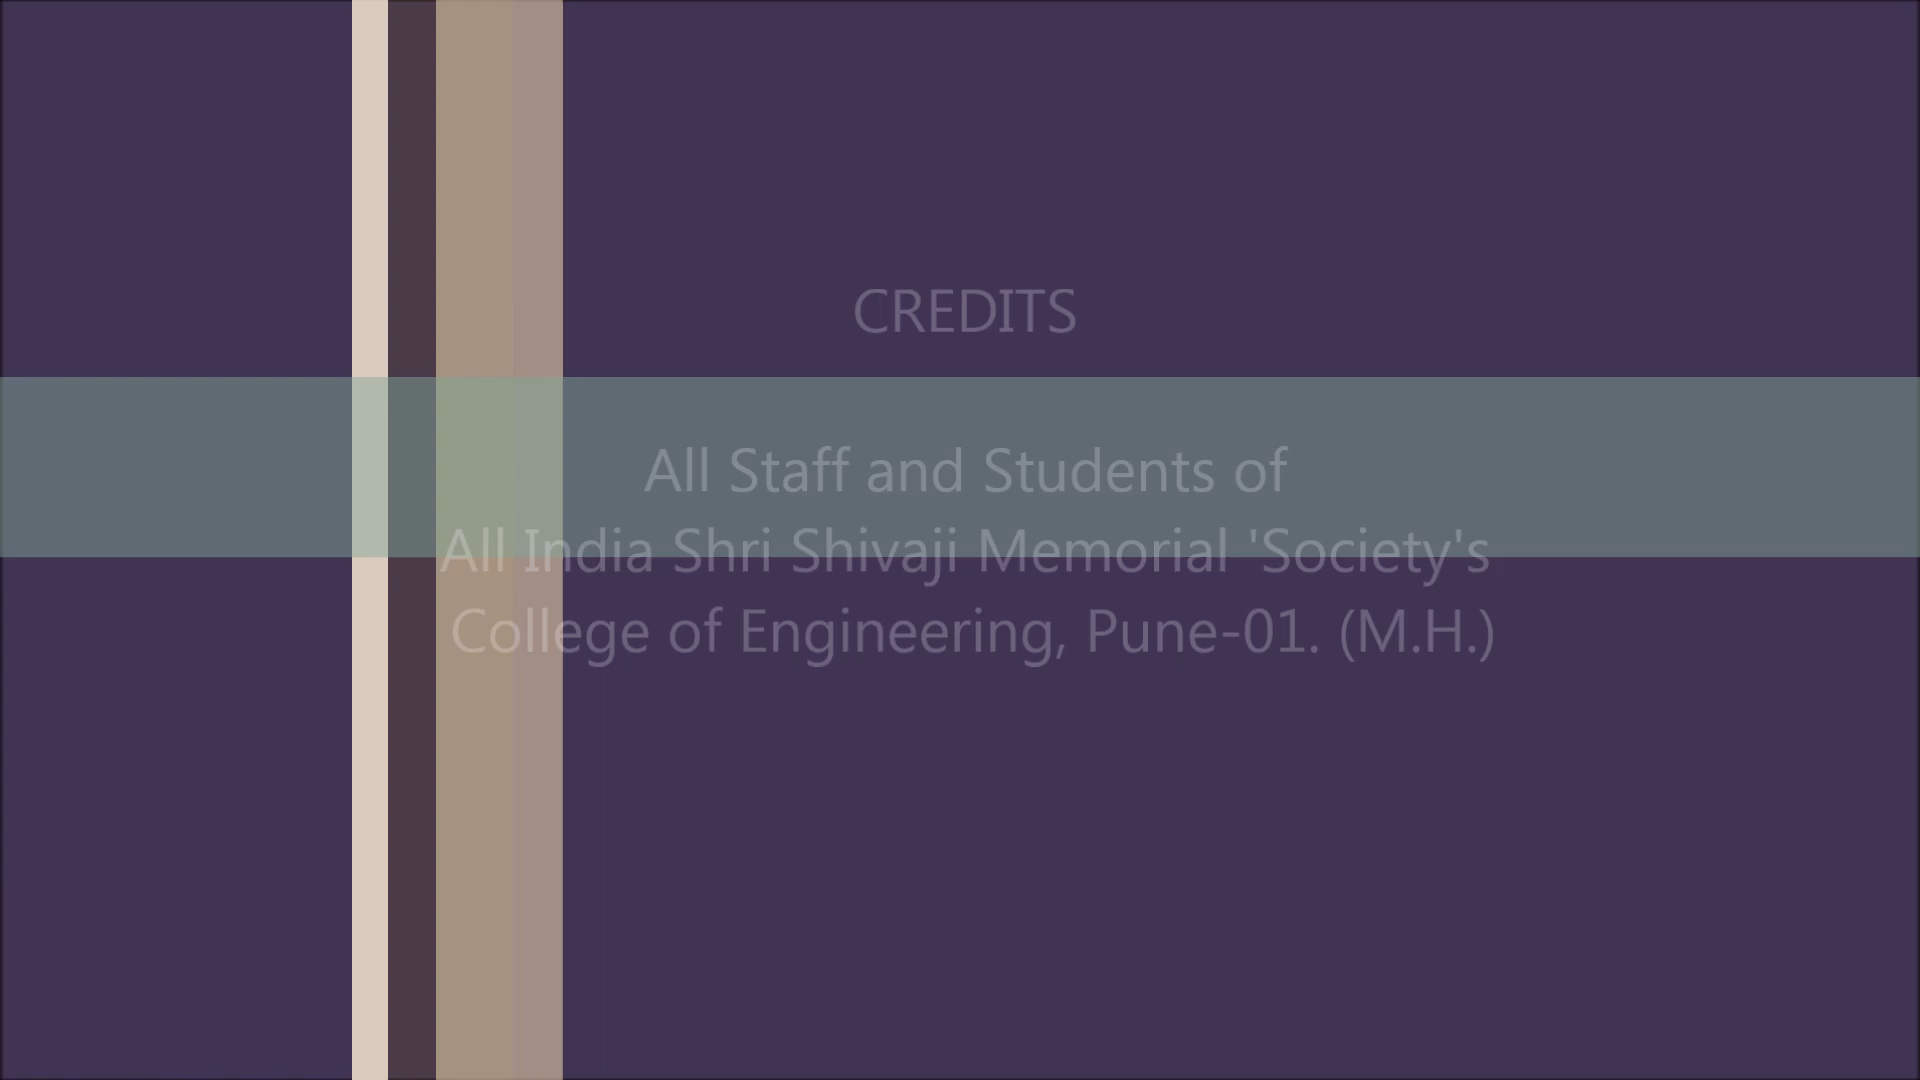 CREDITS
All Staff and Students of
All India Shri Shivaji Memorial 'Society's
College of Engineering, Pune-01. (M.H.)